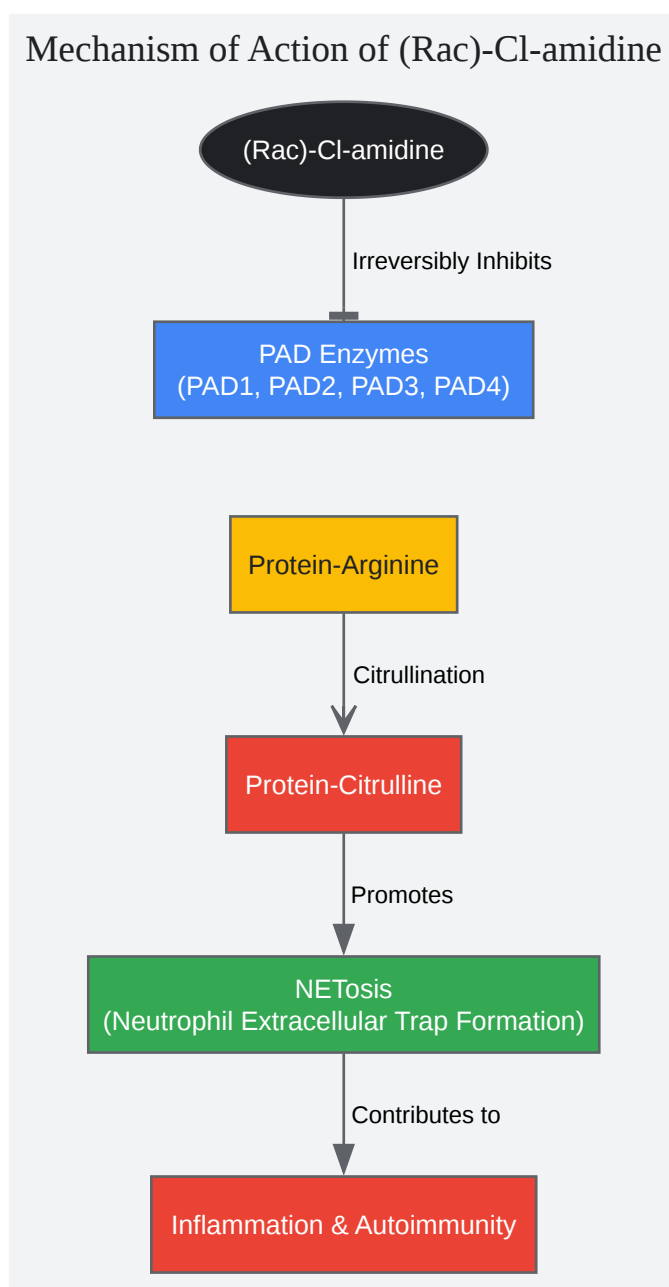 Mechanism of Action of (Rac)-Cl-amidine
(Rac)-Cl-amidine
Irreversibly Inhibits
PAD Enzymes
(PAD1, PAD2, PAD3, PAD4)
Protein-Arginine
Citrullination
Protein-Citrulline
Promotes
NETosis
(Neutrophil Extracellular Trap Formation)
Contributes to
Inflammation & Autoimmunity